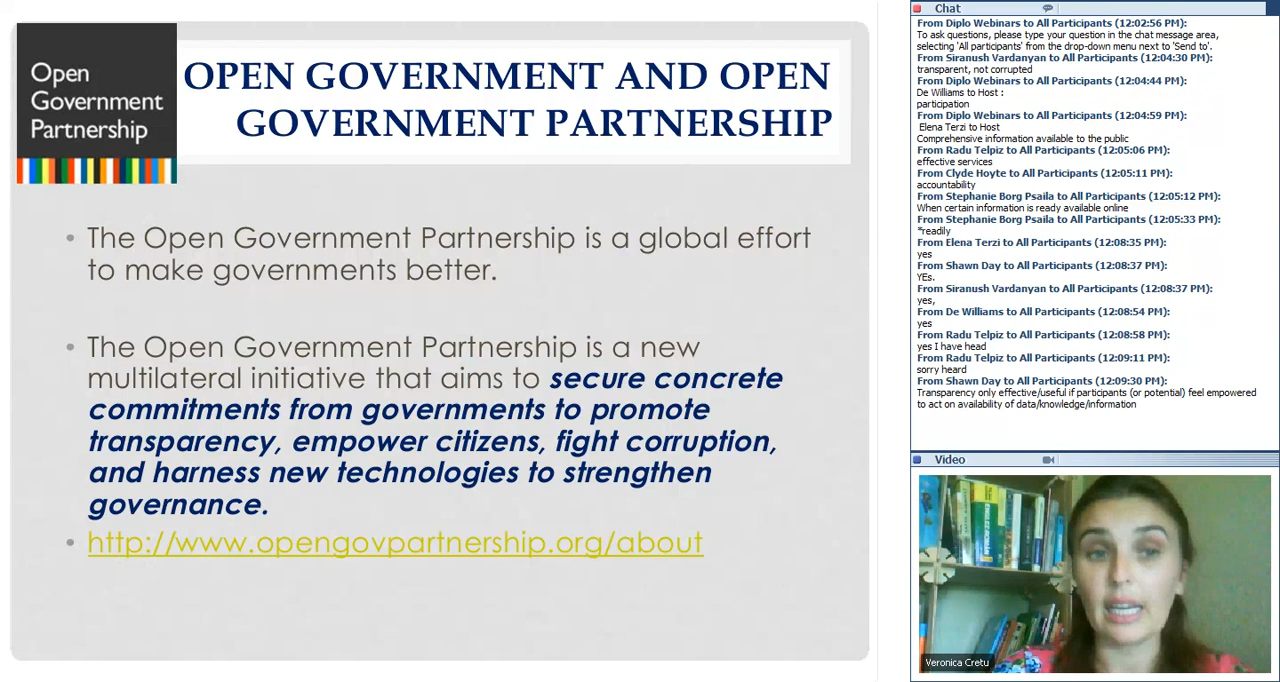 Open
Government
Partnership
OPEN GOVERNMENT AND OPEN
GOVERNMENT PARTNERSHIP
• The Open Government Partnership is a global effort
to make governments better.
• The Open Government Partnership is a new
multilateral initiative that aims to secure concrete
commitments from governments to promote
transparency, empower citizens, fight corruption,
and harness new technologies to strengthen
governance.
• http://www.opengovpartnership.org/about
Chat
From Diplo Webinars to All Participants (12:02:56 PM):
To ask questions, please type your question in the chat message area,
selecting 'All participants' from the drop-down menu next to 'Send to'.
From Siranush Vardanyan to All Participants (12:04:30 PM):
transparent, not corrupted
From Diplo Webinars to All Participants (12:04:44 PM):
De Williams to Host :
participation
From Diplo Webinars to All Participants (12:04:59 PM):
Elena Terzi to Host
Comprehensive information available to the public
From Radu Telpiz to All Participants (12:05:06 PM):
effective services
From Clyde Hoyte to All Participants (12:05:11 PM):
accountability
From Stephanie Borg Psaila to All Participants (12:05:12 PM):
When certain information is ready available online
From Stephanie Borg Psaila to All Participants (12:05:33 PM):
*readily
From Elena Terzi to All Participants (12:08:35 PM):
yes
From Shawn Day to All Participants (12:08:37 PM):
YEs.
From Siranush Vardanyan to All Participants (12:08:37 PM):
yes,
From De Williams to All Participants (12:08:54 PM):
yes
From Radu Telpiz to All Participants (12:08:58 PM):
yes I have head
From Radu Telpiz to All Participants (12:09:11 PM):
sorry heard
From Shawn Day to All Participants (12:09:30 PM):
Transparency only effective/useful if participants (or potential) feel empowered
to act on availability of data/knowledge/information
Video
Veronica Cretu